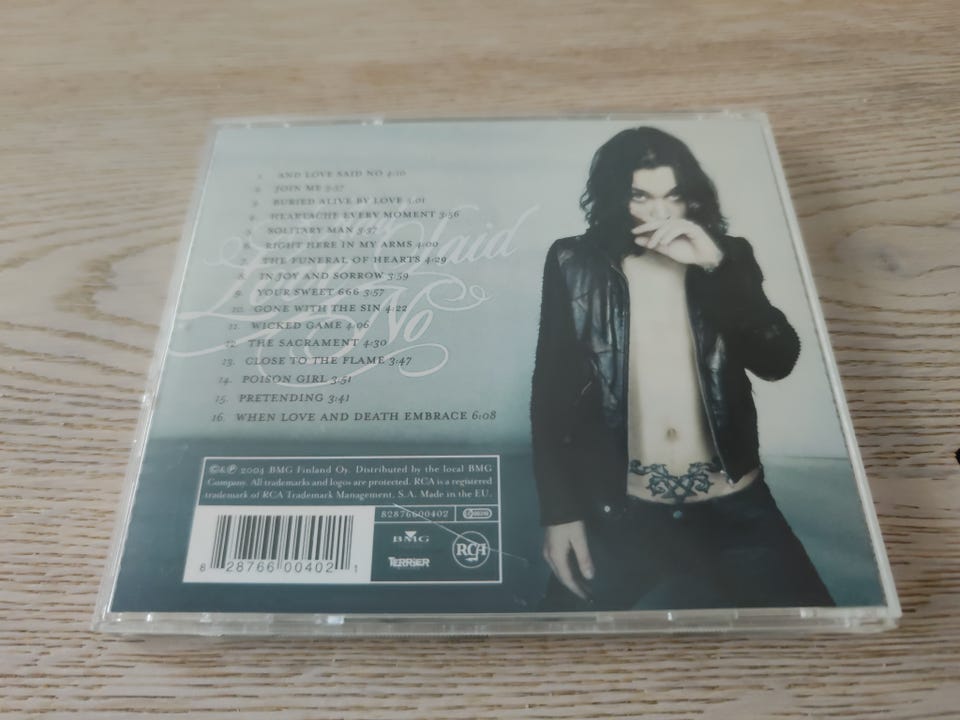 1. AND LOVE SAID NO 4:10
2. JOIN ME 3:37
3. BURIED ALIVE BY LOVE 5:01
4. HEARTACHE EVERY MOMENT 3:56
5. SOLITARY MAN 3:37
6. RIGHT HERE IN MY ARMS 4:00
7. THE FUNERAL OF HEARTS 4:29
8. IN JOY AND SORROW 3:59
9. YOUR SWEET 666 3:57
10. GONE WITH THE SIN 4:22
11. WICKED GAME 4:06
12. THE SACRAMENT 4:30
13. CLOSE TO THE FLAME 3:47
14. POISON GIRL 3:51
15. PRETENDING 3:41
16. WHEN LOVE AND DEATH EMBRACE 6:08
Love Said
No
©&℗ 2004 BMG Finland Oy. Distributed by the local BMG
Company. All trademarks and logos are protected. RCA is a registered
trademark of RCA Trademark Management, S.A. Made in the EU.
82876600402
BMG
TERRIER
RCA
8 28766 00402 1